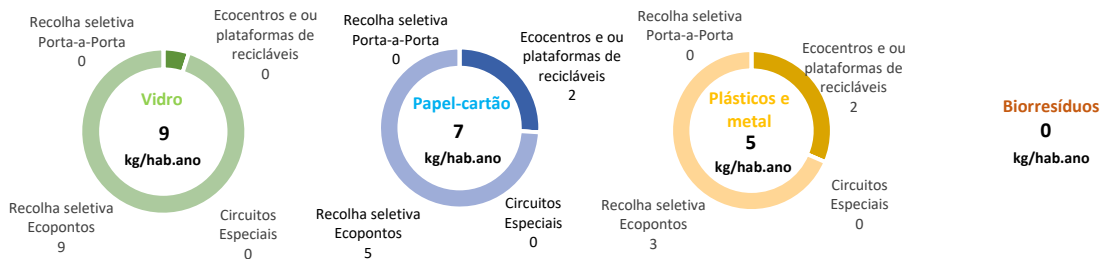 Recolha seletiva
Porta-a-Porta
0
Ecocentros e ou
plataformas de
recicláveis
0
Vidro
9
kg/hab.ano
Recolha seletiva
Ecopontos
9
Circuitos
Especiais
0
Recolha seletiva
Porta-a-Porta
0
Ecocentros e ou
plataformas de
recicláveis
2
Papel-cartão
7
kg/hab.ano
Recolha seletiva
Ecopontos
5
Circuitos
Especiais
0
Recolha seletiva
Porta-a-Porta
0
Ecocentros e ou
plataformas de
recicláveis
2
Plásticos e
metal
5
kg/hab.ano
Recolha seletiva
Ecopontos
3
Circuitos
Especiais
0
Biorresíduos
0
kg/hab.ano